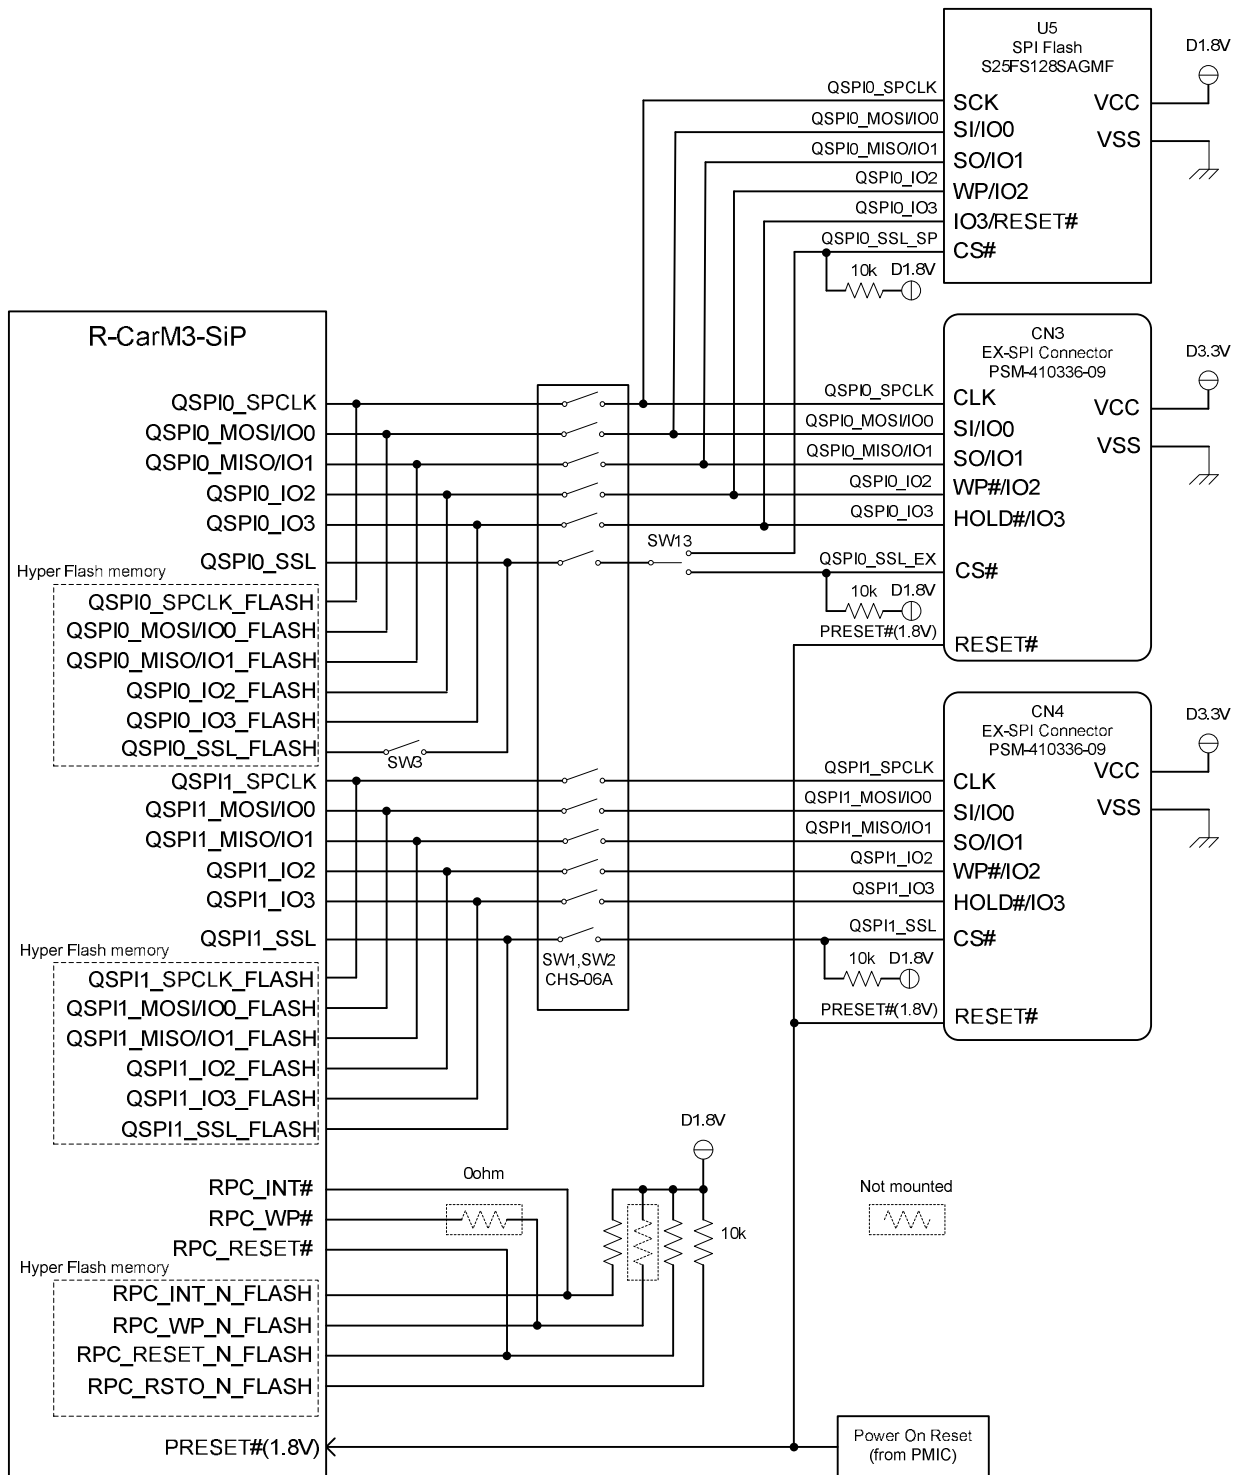 U5
SPI Flash
S25FS128SAGMF
D1.8V
QSPI0_SPCLK
SCK
VCC
QSPI0_MOSI/IO0
SI/IO0
VSS
QSPI0_MISO/IO1
SO/IO1
QSPI0_IO2
WP/IO2
QSPI0_IO3
IO3/RESET#
QSPI0_SSL_SP
CS#
10k
D1.8V
R-CarM3-SiP
CN3
EX-SPI Connector
PSM-410336-09
D3.3V
QSPI0_SPCLK
QSPI0_SPCLK
CLK
VCC
QSPI0_MOSI/IO0
QSPI0_MOSI/IO0
SI/IO0
VSS
QSPI0_MISO/IO1
QSPI0_MISO/IO1
SO/IO1
QSPI0_IO2
QSPI0_IO2
WP#/IO2
QSPI0_IO3
QSPI0_IO3
HOLD#/IO3
QSPI0_SSL
SW13
QSPI0_SSL_EX
CS#
10k
D1.8V
PRESET#(1.8V)
RESET#
Hyper Flash memory
QSPI0_SPCLK_FLASH
QSPI0_MOSI/IO0_FLASH
QSPI0_MISO/IO1_FLASH
QSPI0_IO2_FLASH
QSPI0_IO3_FLASH
QSPI0_SSL_FLASH
SW3
CN4
EX-SPI Connector
PSM-410336-09
D3.3V
QSPI1_SPCLK
QSPI1_SPCLK
CLK
VCC
QSPI1_MOSI/IO0
QSPI1_MOSI/IO0
SI/IO0
VSS
QSPI1_MISO/IO1
QSPI1_MISO/IO1
SO/IO1
QSPI1_IO2
QSPI1_IO2
WP#/IO2
QSPI1_IO3
QSPI1_IO3
HOLD#/IO3
QSPI1_SSL
QSPI1_SSL
CS#
SW1,SW2
CHS-06A
10k
D1.8V
PRESET#(1.8V)
RESET#
Hyper Flash memory
QSPI1_SPCLK_FLASH
QSPI1_MOSI/IO0_FLASH
QSPI1_MISO/IO1_FLASH
QSPI1_IO2_FLASH
QSPI1_IO3_FLASH
QSPI1_SSL_FLASH
D1.8V
RPC_INT#
0ohm
Not mounted
RPC_WP#
10k
RPC_RESET#
Hyper Flash memory
RPC_INT_N_FLASH
RPC_WP_N_FLASH
RPC_RESET_N_FLASH
RPC_RSTO_N_FLASH
PRESET#(1.8V)
Power On Reset
(from PMIC)